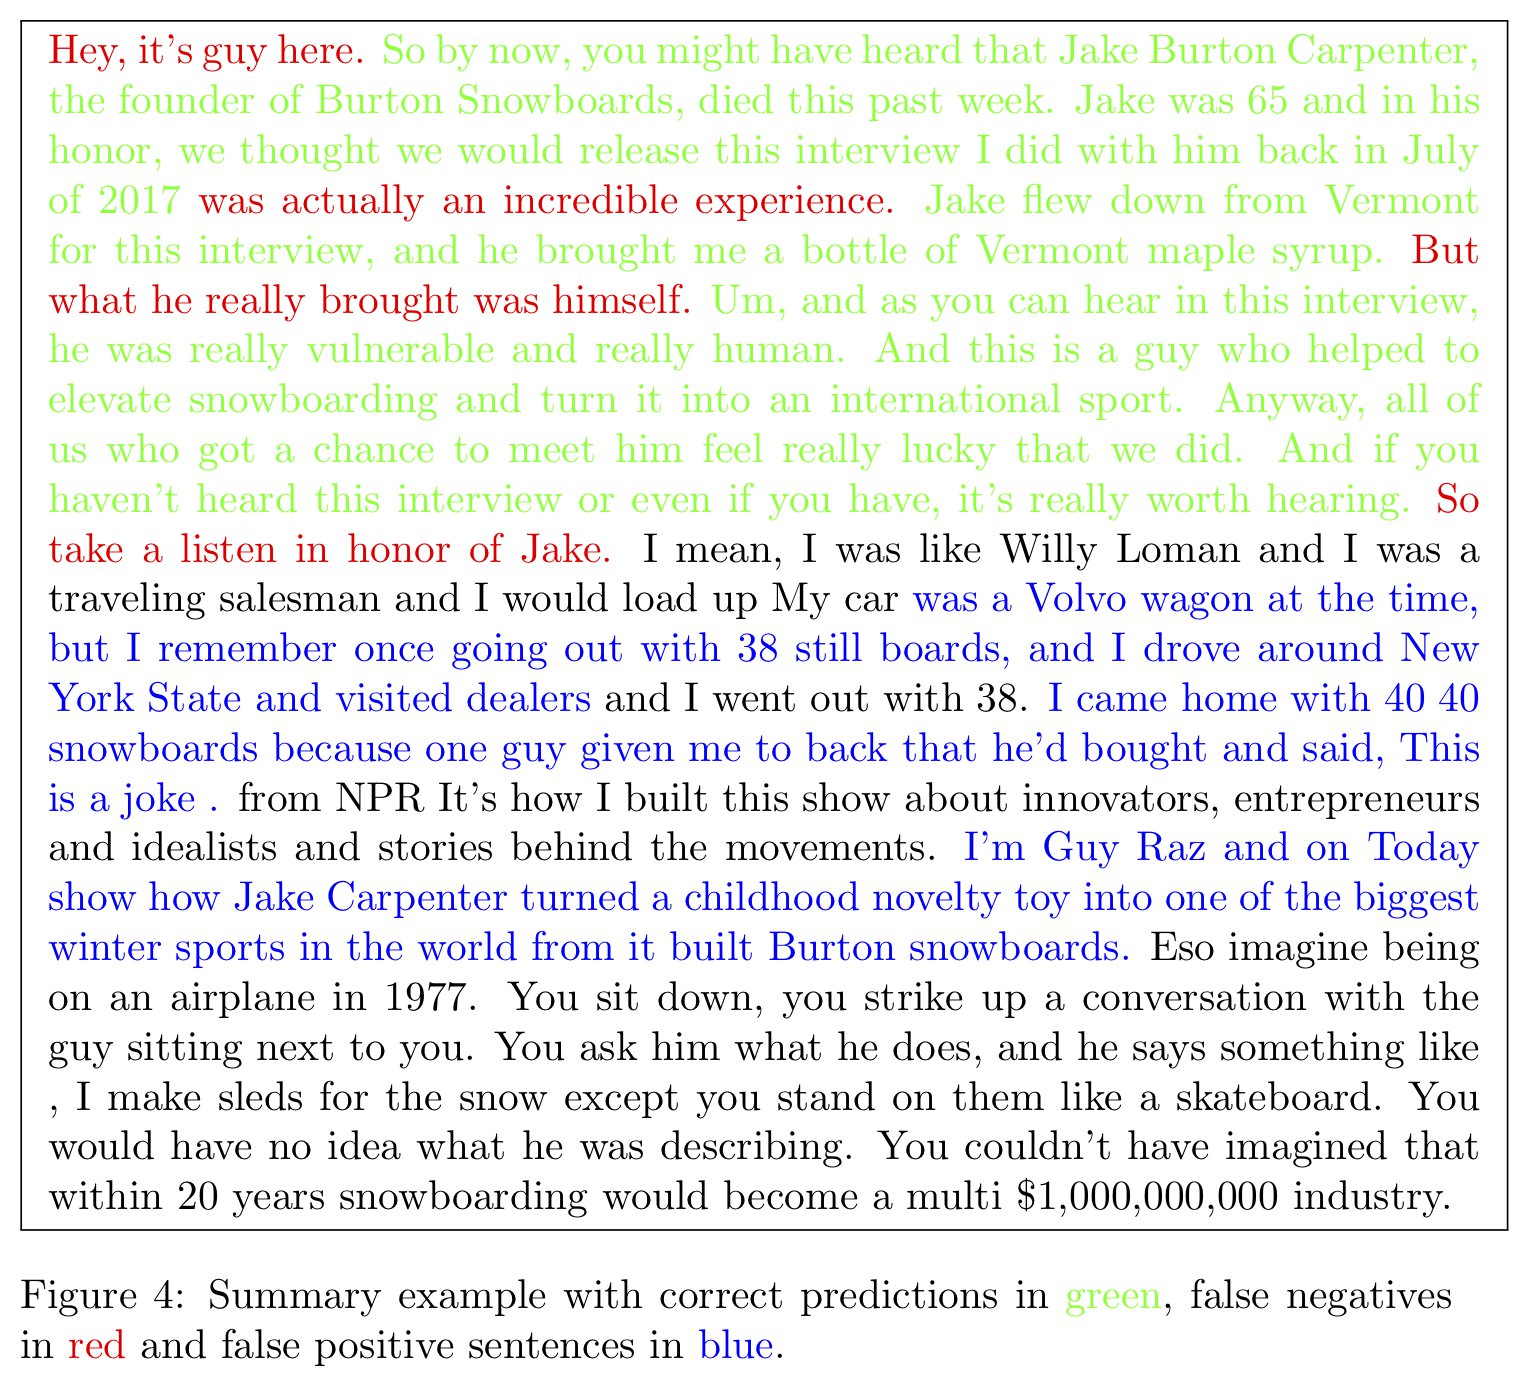 Hey, it's guy here. So by now, you might have heard that Jake Burton Carpenter,
the founder of Burton Snowboards, died this past week. Jake was 65 and in his
honor, we thought we would release this interview I did with him back in July
of 2017 was actually an incredible experience. Jake flew down from Vermont
for this interview, and he brought me a bottle of Vermont maple syrup. But
what he really brought was himself. Um, and as you can hear in this interview,
he was really vulnerable and really human. And this is a guy who helped to
elevate snowboarding and turn it into an international sport. Anyway, all of
us who got a chance to meet him feel really lucky that we did. And if you
haven't heard this interview or even if you have, it's really worth hearing. So
take a listen in honor of Jake. I mean, I was like Willy Loman and I was a
traveling salesman and I would load up My car was a Volvo wagon at the time,
but I remember once going out with 38 still boards, and I drove around New
York State and visited dealers and I went out with 38. I came home with 40 40
snowboards because one guy given me to back that he'd bought and said, This
is a joke . from NPR It's how I built this show about innovators, entrepreneurs
and idealists and stories behind the movements. I'm Guy Raz and on Today
show how Jake Carpenter turned a childhood novelty toy into one of the biggest
winter sports in the world from it built Burton snowboards. Eso imagine being
on an airplane in 1977. You sit down, you strike up a conversation with the
guy sitting next to you. You ask him what he does, and he says something like
, I make sleds for the snow except you stand on them like a skateboard. You
would have no idea what he was describing. You couldn't have imagined that
within 20 years snowboarding would become a multi $1,000,000,000 industry.
Figure 4: Summary example with correct predictions in green, false negatives
in red and false positive sentences in blue.